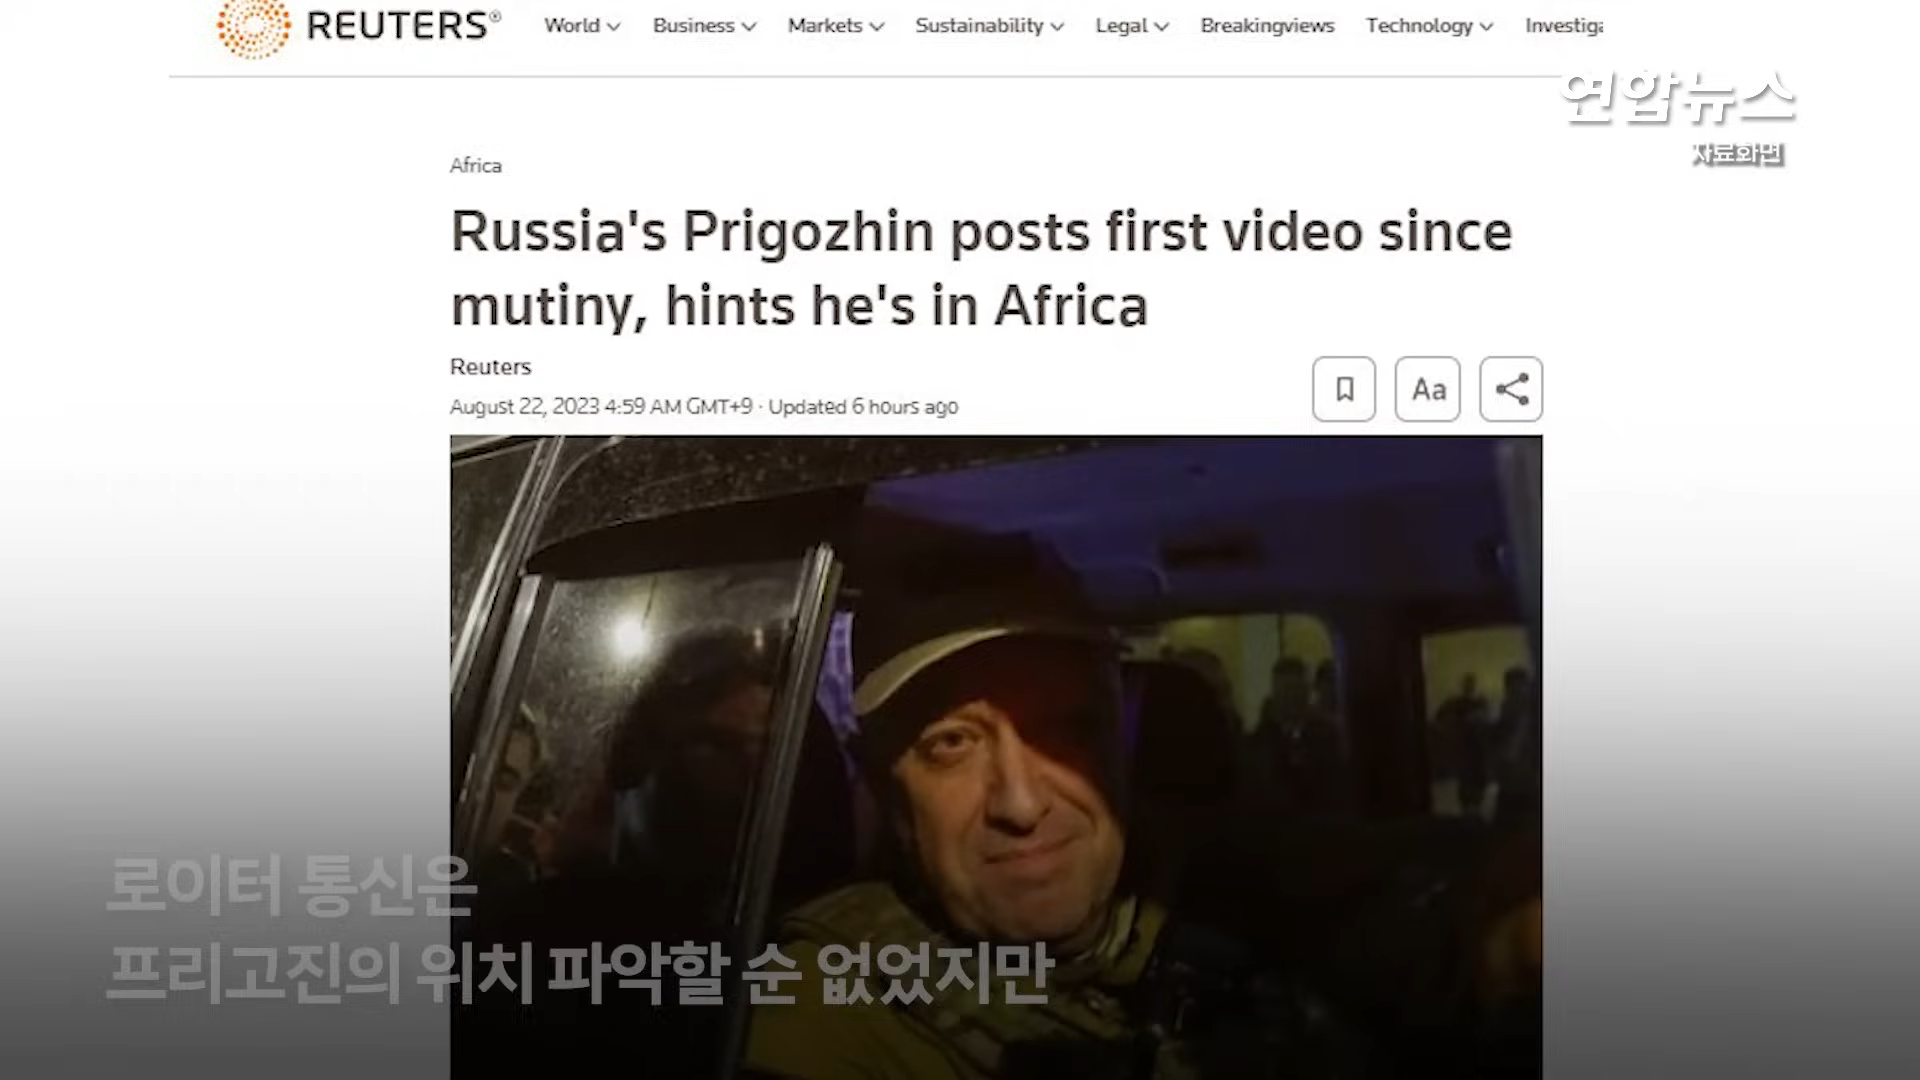 REUTERS®
World Business Markets Sustainability Legal Breakingviews Technology Investiga
연합뉴스
자료화면
Africa
Russia's Prigozhin posts first video since
mutiny, hints he's in Africa
Reuters
August 22, 2023 4:59 AM GMT+9 · Updated 6 hours ago
Aa
로이터 통신은
프리고진의 위치 파악할 순 없었지만